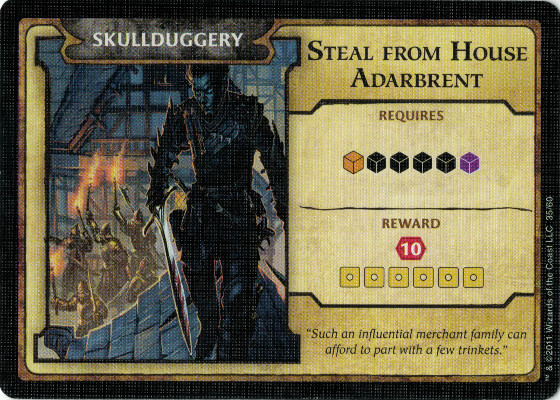 SKULLDUGGERY
STEAL FROM HOUSE
ADARBRENT
REQUIRES
REWARD
10
"Such an influential merchant family can
afford to part with a few trinkets."
™ & ©2011 Wizards of the Coast LLC 35/60